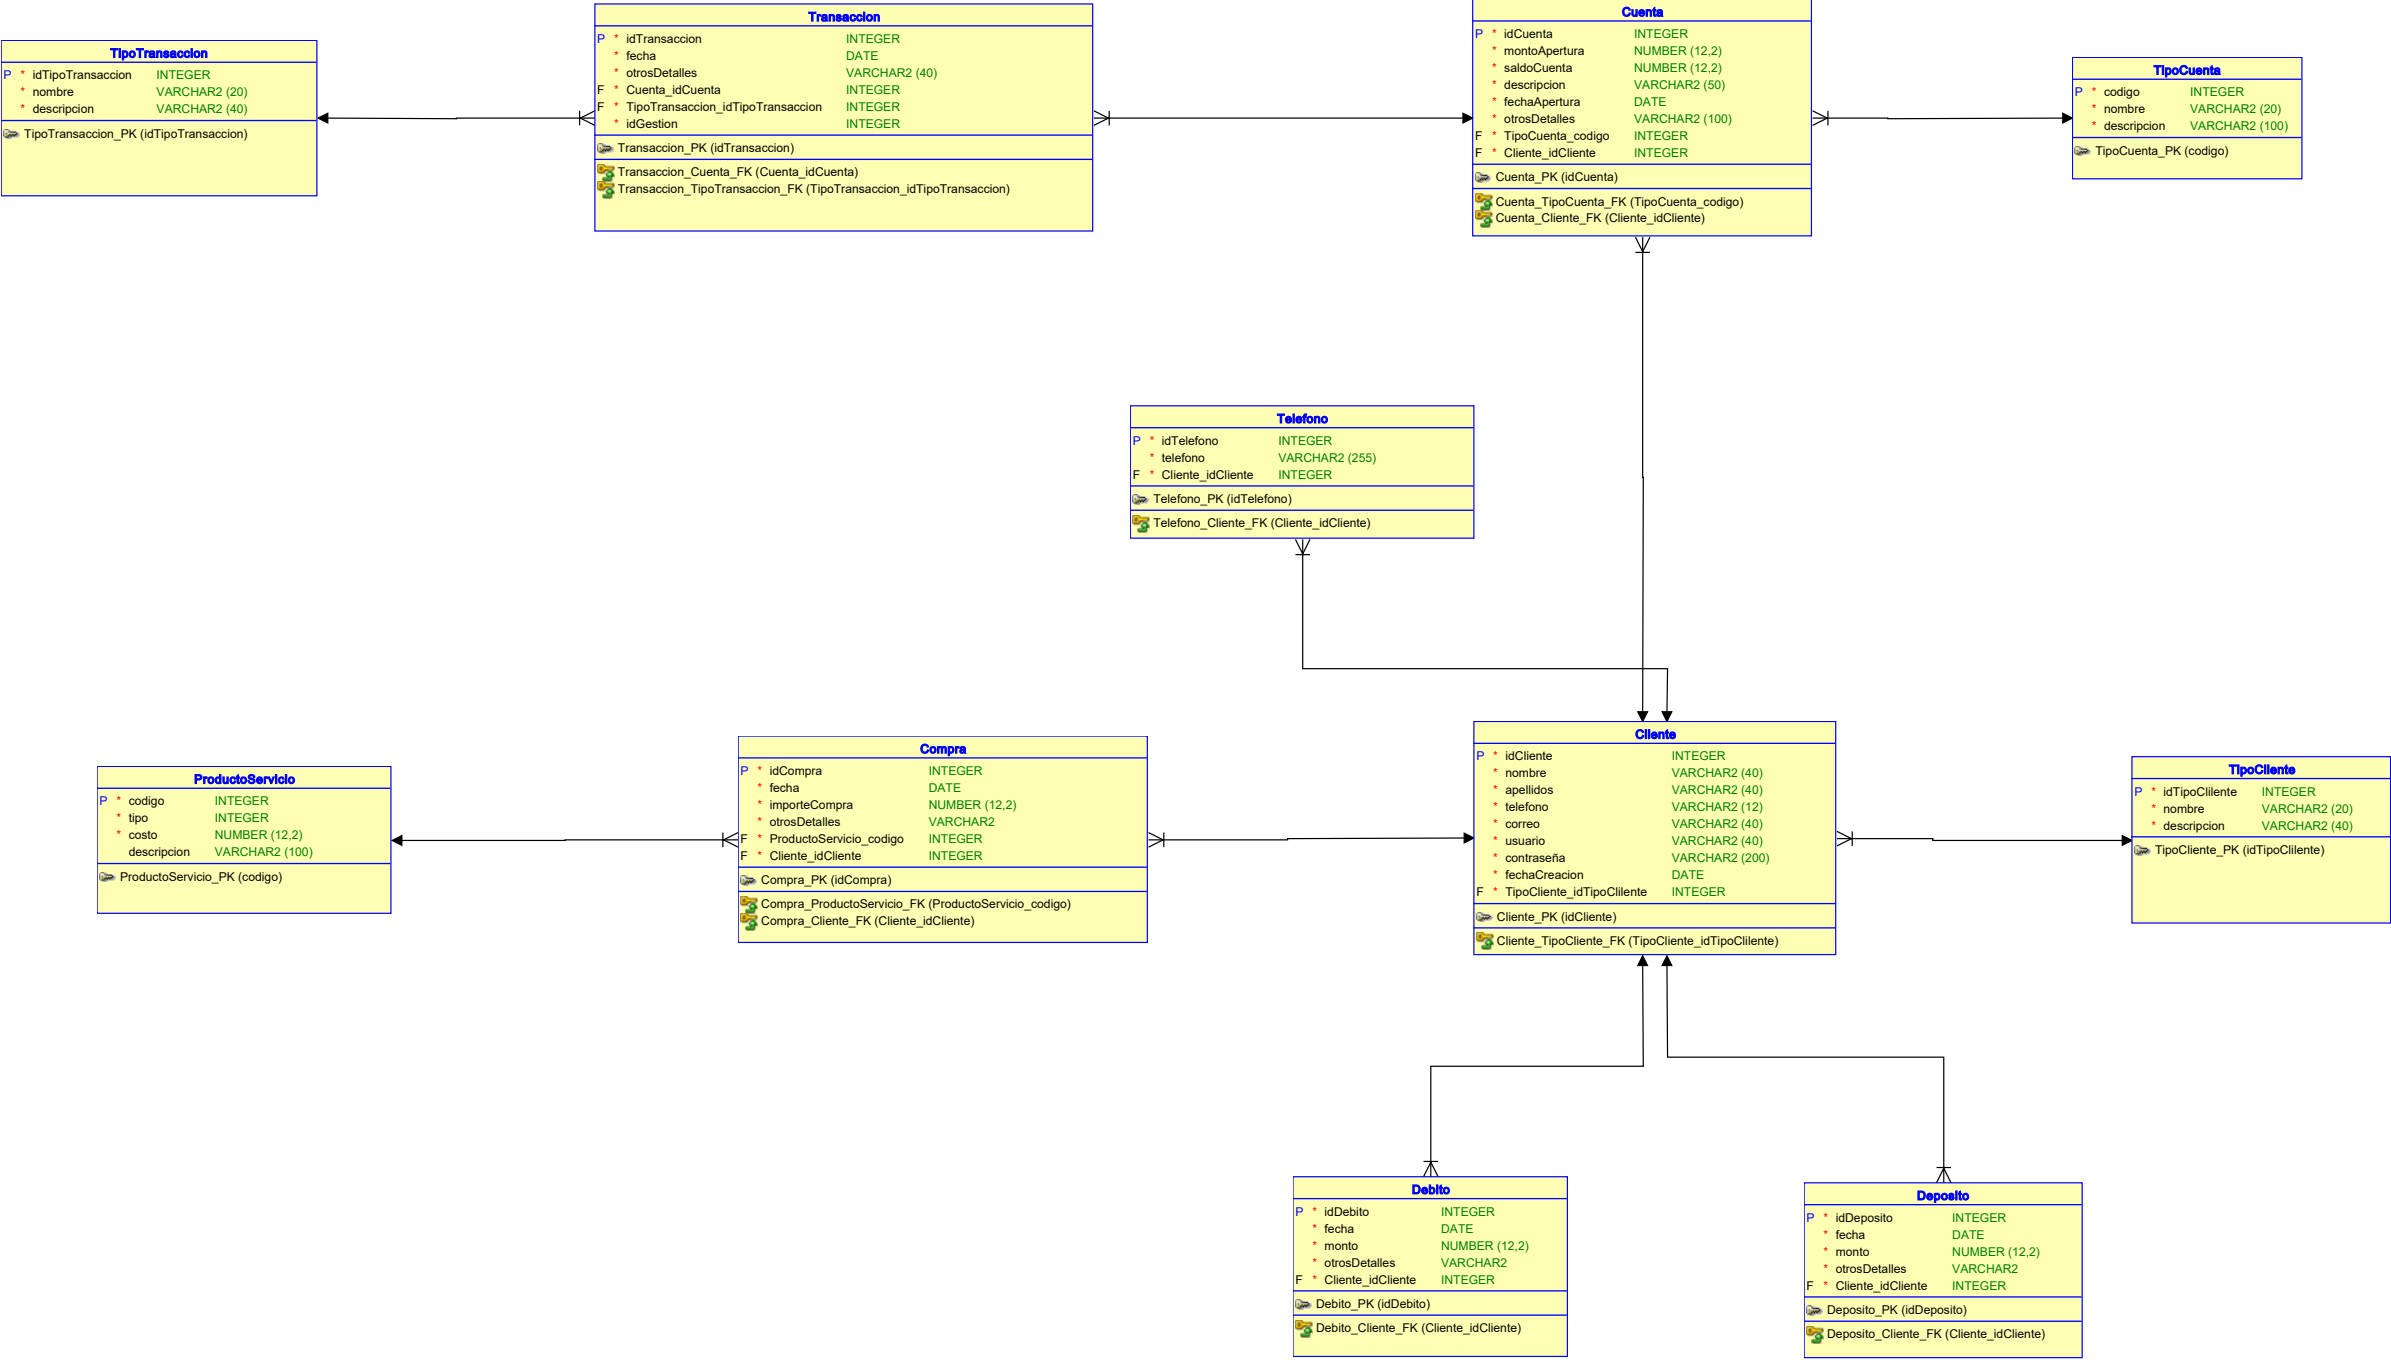 TipoTransaccion
P * idTipoTransaccion INTEGER
* nombre VARCHAR2 (20)
* descripcion VARCHAR2 (40)
TipoTransaccion_PK (idTipoTransaccion)
Transaccion
P * idTransaccion INTEGER
* fecha DATE
* otrosDetalles VARCHAR2 (40)
F * Cuenta_idCuenta INTEGER
F * TipoTransaccion_idTipoTransaccion INTEGER
* idGestion INTEGER
Transaccion_PK (idTransaccion)
Transaccion_Cuenta_FK (Cuenta_idCuenta)
Transaccion_TipoTransaccion_FK (TipoTransaccion_idTipoTransaccion)
Cuenta
P * idCuenta INTEGER
* montoApertura NUMBER (12,2)
* saldoCuenta NUMBER (12,2)
* descripcion VARCHAR2 (50)
* fechaApertura DATE
* otrosDetalles VARCHAR2 (100)
F * TipoCuenta_codigo INTEGER
F * Cliente_idCliente INTEGER
Cuenta_PK (idCuenta)
Cuenta_TipoCuenta_FK (TipoCuenta_codigo)
Cuenta_Cliente_FK (Cliente_idCliente)
TipoCuenta
P * codigo INTEGER
* nombre VARCHAR2 (20)
* descripcion VARCHAR2 (100)
TipoCuenta_PK (codigo)
Telefono
P * idTelefono INTEGER
* telefono VARCHAR2 (255)
F * Cliente_idCliente INTEGER
Telefono_PK (idTelefono)
Telefono_Cliente_FK (Cliente_idCliente)
ProductoServicio
P * codigo INTEGER
* tipo INTEGER
* costo NUMBER (12,2)
descripcion VARCHAR2 (100)
ProductoServicio_PK (codigo)
Compra
P * idCompra INTEGER
* fecha DATE
* importeCompra NUMBER (12,2)
* otrosDetalles VARCHAR2
F * ProductoServicio_codigo INTEGER
F * Cliente_idCliente INTEGER
Compra_PK (idCompra)
Compra_ProductoServicio_FK (ProductoServicio_codigo)
Compra_Cliente_FK (Cliente_idCliente)
Cliente
P * idCliente INTEGER
* nombre VARCHAR2 (40)
* apellidos VARCHAR2 (40)
* telefono VARCHAR2 (12)
* correo VARCHAR2 (40)
* usuario VARCHAR2 (40)
* contraseña VARCHAR2 (200)
* fechaCreacion DATE
F * TipoCliente_idTipoClilente INTEGER
Cliente_PK (idCliente)
Cliente_TipoCliente_FK (TipoCliente_idTipoClilente)
TipoCliente
P * idTipoClilente INTEGER
* nombre VARCHAR2 (20)
* descripcion VARCHAR2 (40)
TipoCliente_PK (idTipoClilente)
Debito
P * idDebito INTEGER
* fecha DATE
* monto NUMBER (12,2)
* otrosDetalles VARCHAR2
F * Cliente_idCliente INTEGER
Debito_PK (idDebito)
Debito_Cliente_FK (Cliente_idCliente)
Deposito
P * idDeposito INTEGER
* fecha DATE
* monto NUMBER (12,2)
* otrosDetalles VARCHAR2
F * Cliente_idCliente INTEGER
Deposito_PK (idDeposito)
Deposito_Cliente_FK (Cliente_idCliente)